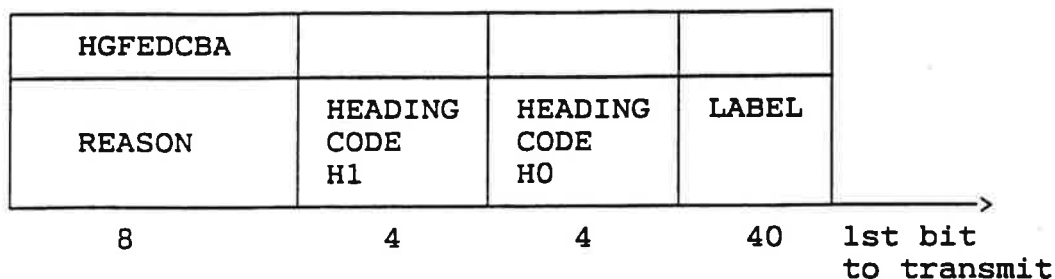 HGFEDCBA
REASON
HEADING CODE H1
HEADING CODE H0
LABEL
8 4 4 40 1st bit to transmit